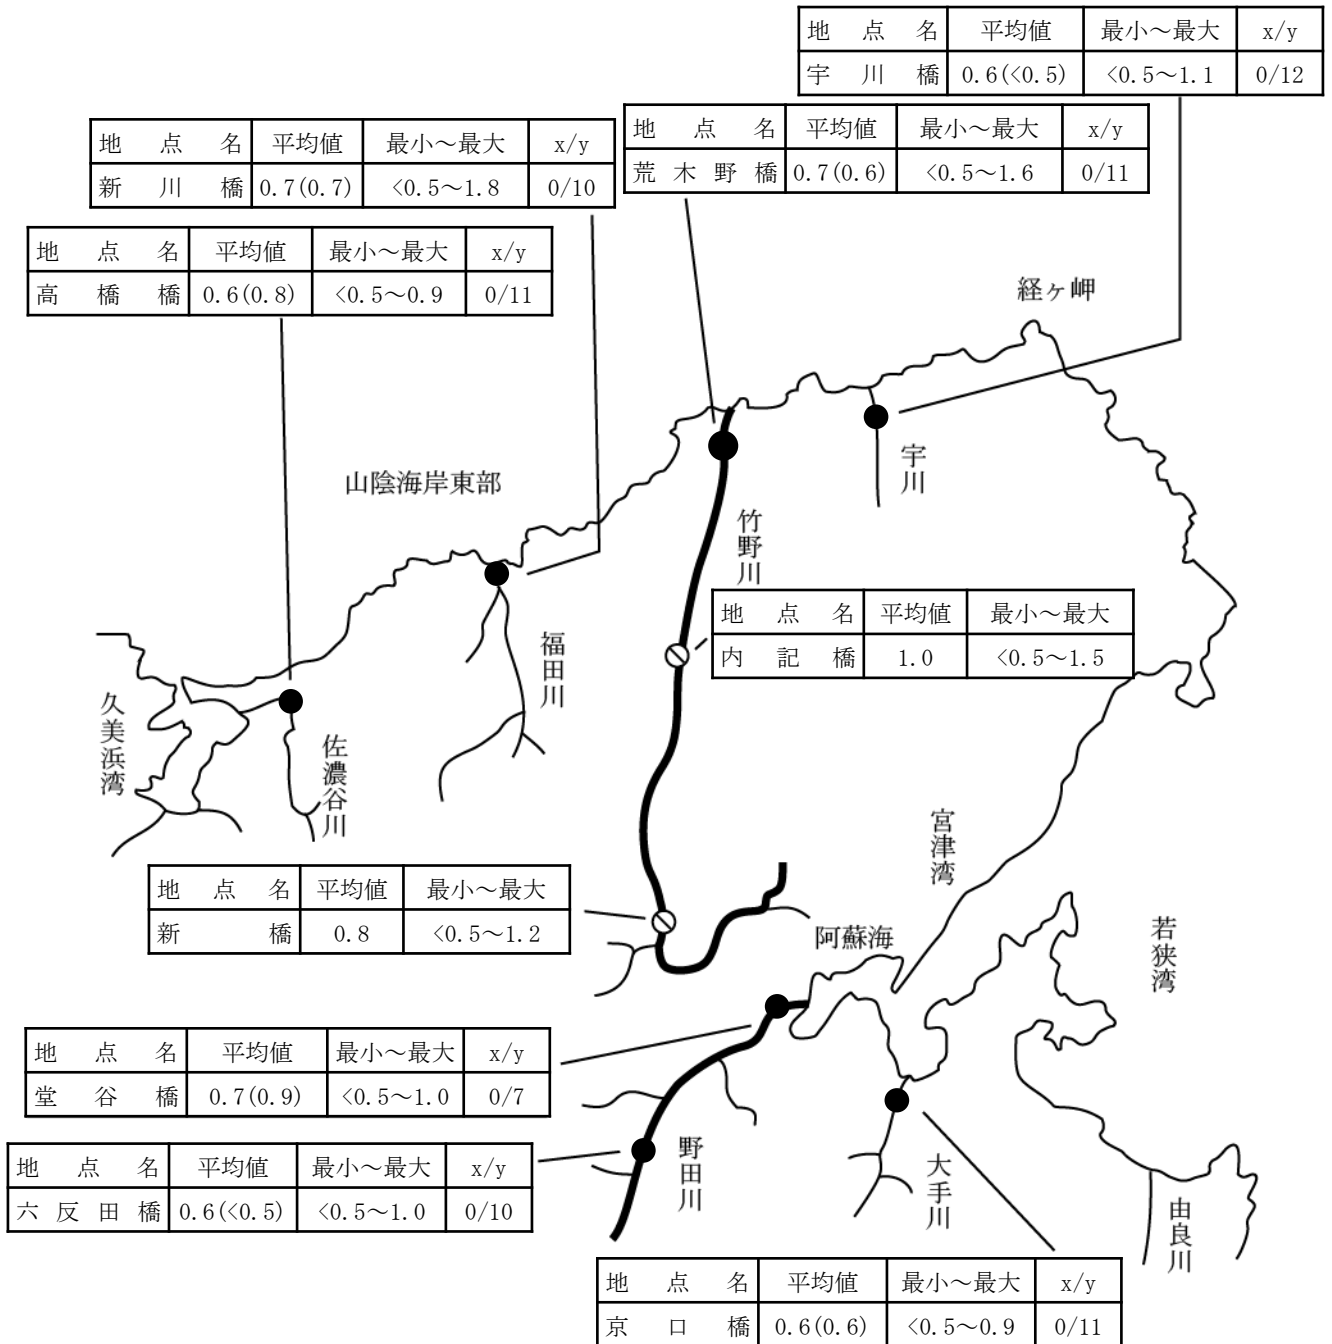 地点名 平均値 最小～最大 x/y
宇川橋 0.6(<0.5) <0.5～1.1 0/12
地点名 平均値 最小～最大 x/y
荒木野橋 0.7(0.6) <0.5～1.6 0/11
地点名 平均値 最小～最大 x/y
新川橋 0.7(0.7) <0.5～1.8 0/10
地点名 平均値 最小～最大 x/y
高橋橋 0.6(0.8) <0.5～0.9 0/11
経ヶ岬
山陰海岸東部
宇川
竹野川
地点名 平均値 最小～最大
内記橋 1.0 <0.5～1.5
福田川
久美浜湾
佐濃谷川
宮津湾
地点名 平均値 最小～最大
新橋 0.8 <0.5～1.2
阿蘇海
若狭湾
地点名 平均値 最小～最大 x/y
堂谷橋 0.7(0.9) <0.5～1.0 0/7
地点名 平均値 最小～最大 x/y
六反田橋 0.6(<0.5) <0.5～1.0 0/10
野田川
大手川
由良川
地点名 平均値 最小～最大 x/y
京口橋 0.6(0.6) <0.5～0.9 0/11